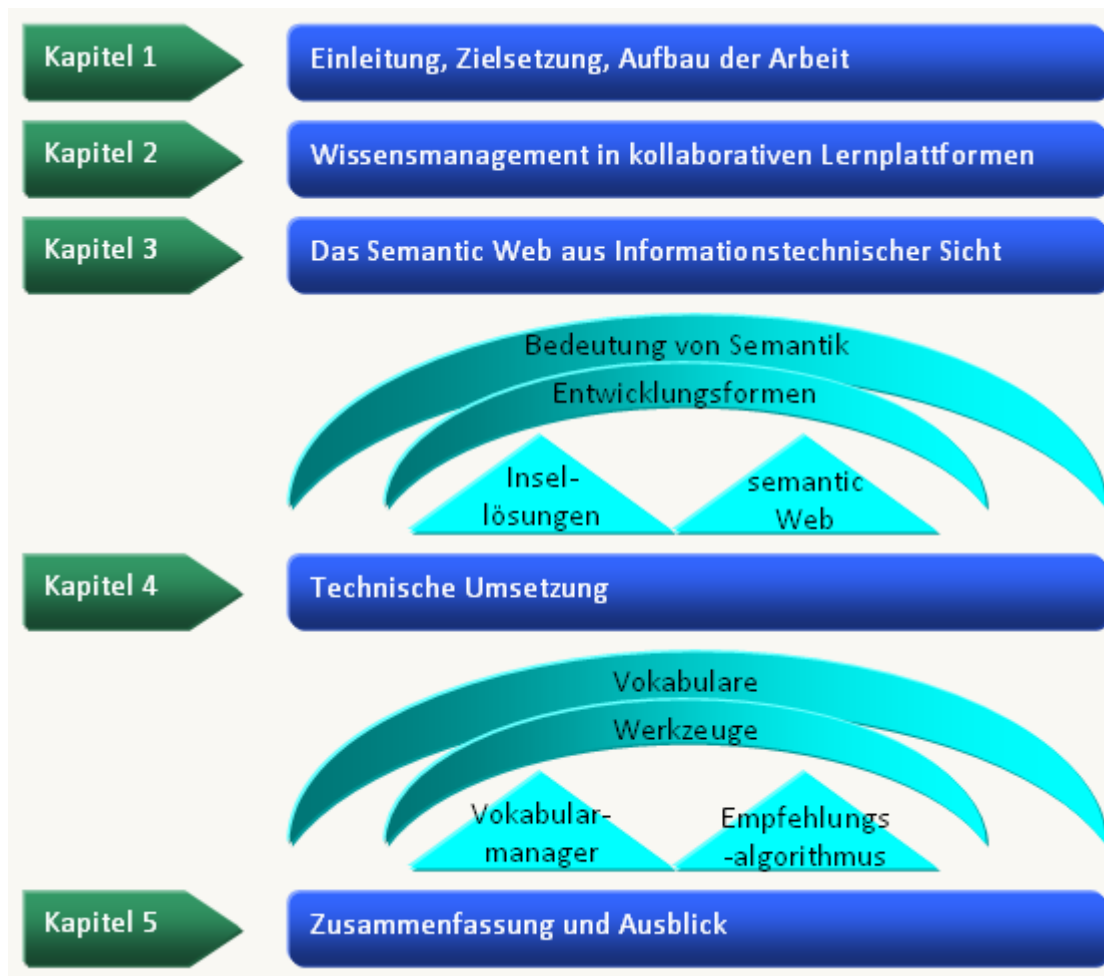 Kapitel 1
Einleitung, Zielsetzung, Aufbau der Arbeit
Kapitel 2
Wissensmanagement in kollaborativen Lernplattformen
Kapitel 3
Das Semantic Web aus Informationstechnischer Sicht
Bedeutung von Semantik
Entwicklungsformen
Insel-
lösungen
semantic
Web
Kapitel 4
Technische Umsetzung
Vokabulare
Werkzeuge
Vokabular-
manager
Empfehlungs
-algorithmus
Kapitel 5
Zusammenfassung und Ausblick